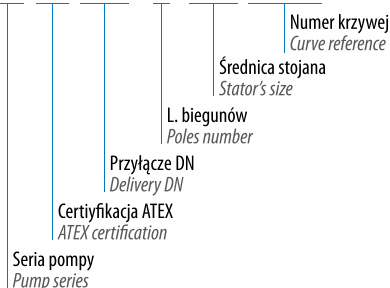 Numer krzywej
Curve reference
Średnica stojana
Stator's size
L. biegunów
Poles number
Przyłącze DN
Delivery DN
Certiyfikacja ATEX
ATEX certification
Seria pompy
Pump series